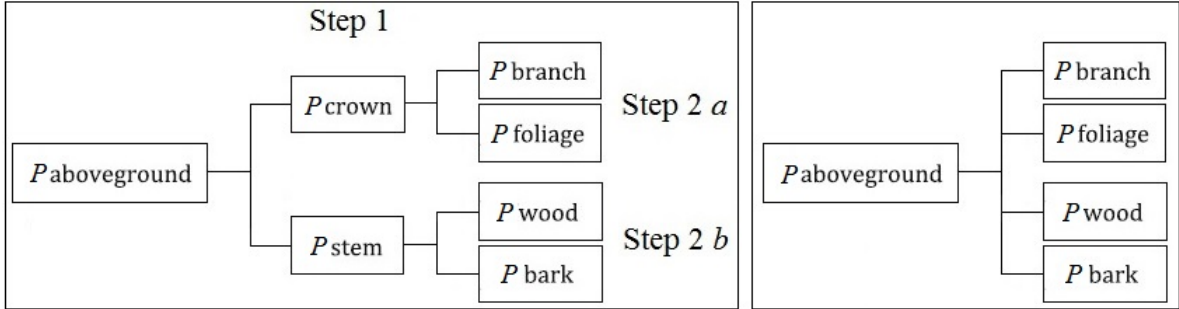 Step 1
P branch
P crown
Step 2 a
P foliage
P aboveground
P wood
P stem
Step 2 b
P bark
P branch
P foliage
P aboveground
P wood
P bark